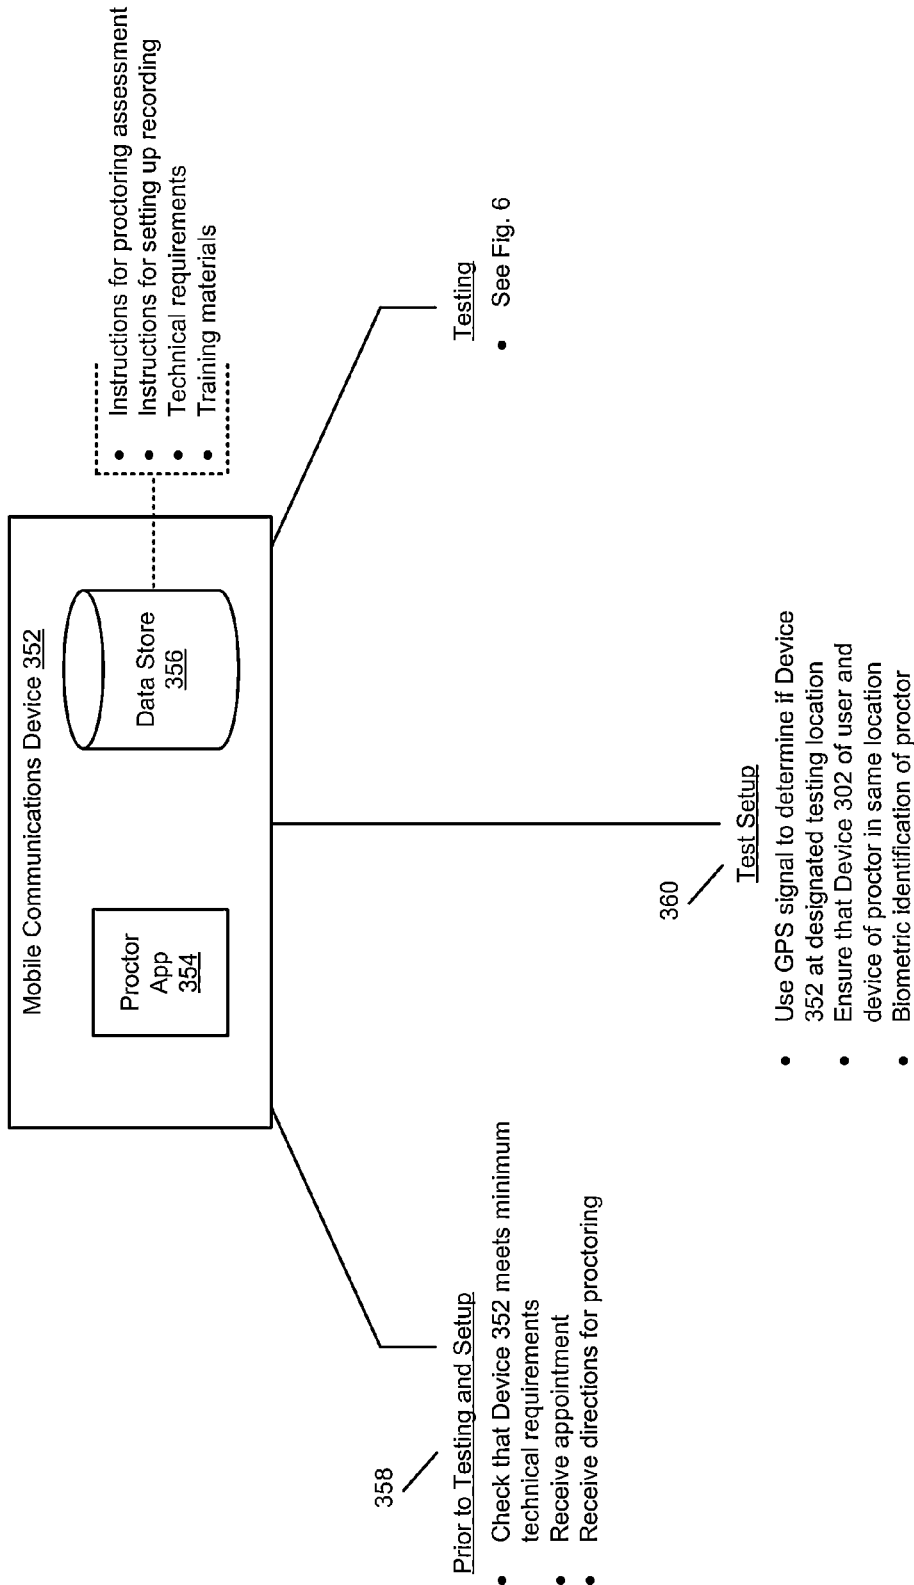 Mobile Communications Device 352
Proctor
App
354
Data Store
356
• Instructions for proctoring assessment
• Instructions for setting up recording
• Technical requirements
• Training materials
358
Prior to Testing and Setup
• Check that Device 352 meets minimum
technical requirements
• Receive appointment
• Receive directions for proctoring
360
Test Setup
• Use GPS signal to determine if Device
352 at designated testing location
• Ensure that Device 302 of user and
device of proctor in same location
• Biometric identification of proctor
Testing
• See Fig. 6